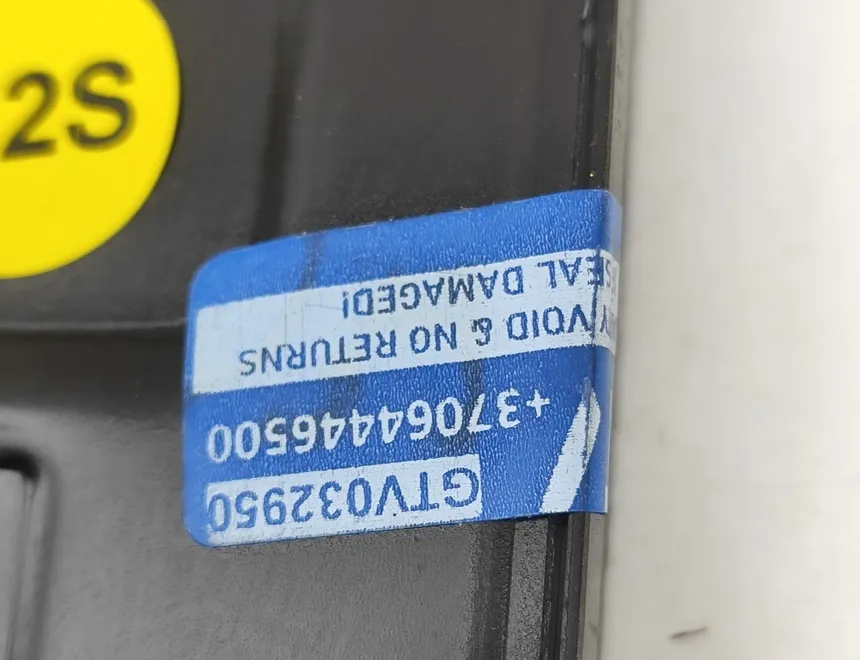 2S
GTV032950
+37064446500
VOID & NO RETURNS
SEAL DAMAGED!